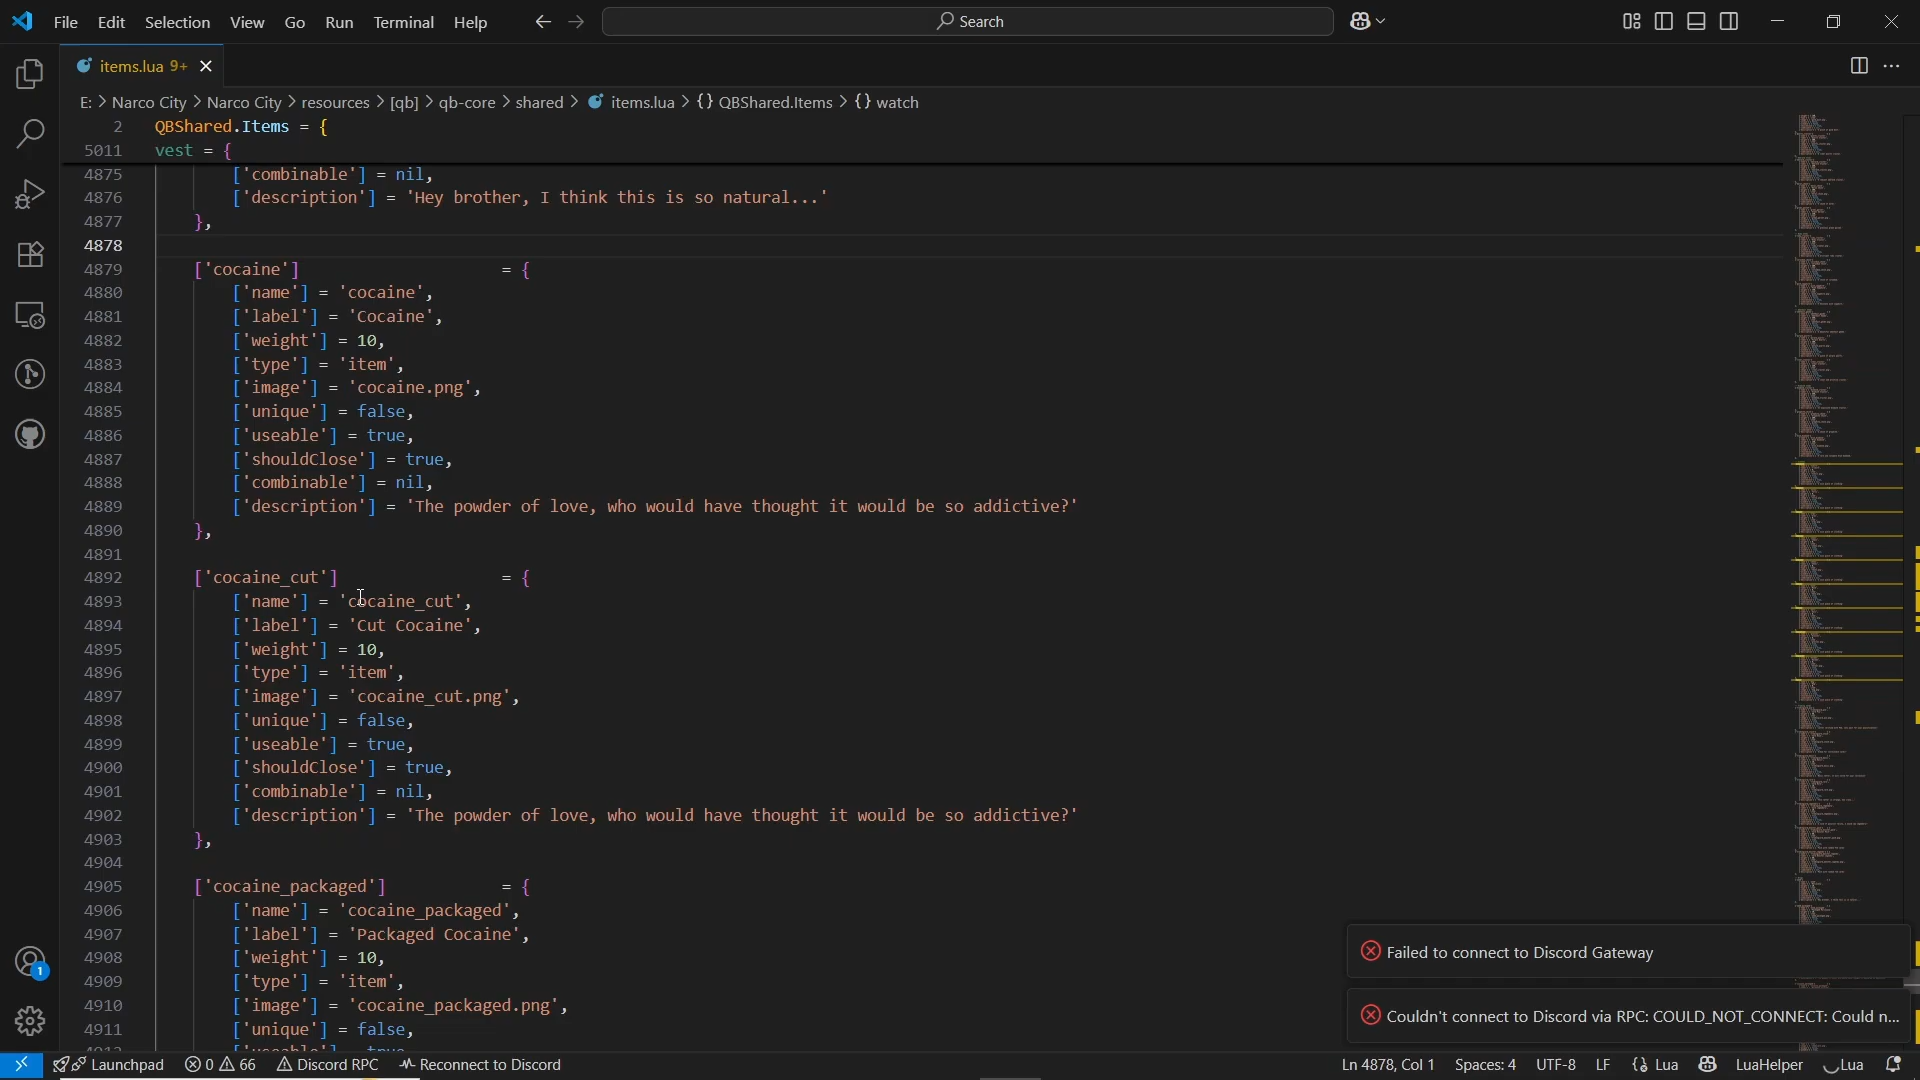 File Edit Selection View Go Run Terminal Help
Search
items.lua 9+
E: > Narco City > Narco City > resources > [qb] > qb-core > shared > items.lua > {} QBShared.Items > {} watch
2 QBShared.Items = {
5011 vest = {
4875 ['combinable'] = nil,
4876 ['description'] = 'Hey brother, I think this is so natural...'
4877 },
4878
4879 ['cocaine'] = {
4880 ['name'] = 'cocaine',
4881 ['label'] = 'Cocaine',
4882 ['weight'] = 10,
4883 ['type'] = 'item',
4884 ['image'] = 'cocaine.png',
4885 ['unique'] = false,
4886 ['useable'] = true,
4887 ['shouldClose'] = true,
4888 ['combinable'] = nil,
4889 ['description'] = 'The powder of love, who would have thought it would be so addictive?'
4890 },
4891
4892 ['cocaine_cut'] = {
4893 ['name'] = 'cocaine_cut',
4894 ['label'] = 'Cut Cocaine',
4895 ['weight'] = 10,
4896 ['type'] = 'item',
4897 ['image'] = 'cocaine_cut.png',
4898 ['unique'] = false,
4899 ['useable'] = true,
4900 ['shouldClose'] = true,
4901 ['combinable'] = nil,
4902 ['description'] = 'The powder of love, who would have thought it would be so addictive?'
4903 },
4904
4905 ['cocaine_packaged'] = {
4906 ['name'] = 'cocaine_packaged',
4907 ['label'] = 'Packaged Cocaine',
4908 ['weight'] = 10,
4909 ['type'] = 'item',
4910 ['image'] = 'cocaine_packaged.png',
4911 ['unique'] = false,
Failed to connect to Discord Gateway
Couldn't connect to Discord via RPC: COULD_NOT_CONNECT: Could n...
1
Launchpad 0 66 Discord RPC Reconnect to Discord Ln 4878, Col 1 Spaces: 4 UTF-8 LF {} Lua LuaHelper Lua